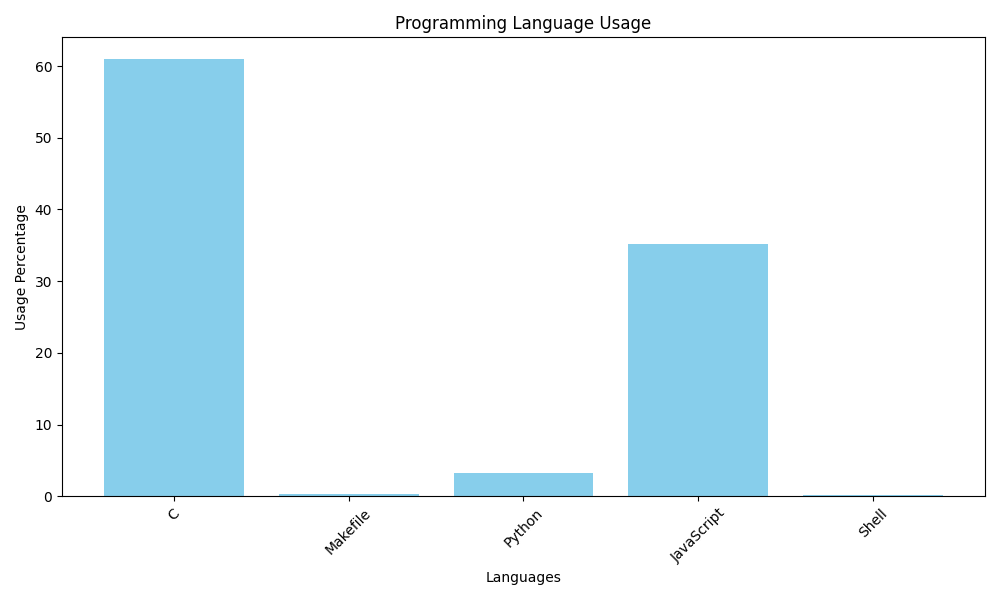 Programming Language Usage
60
50
40
30
20
10
0
Usage Percentage
C
Makefile
Python
JavaScript
Shell
Languages